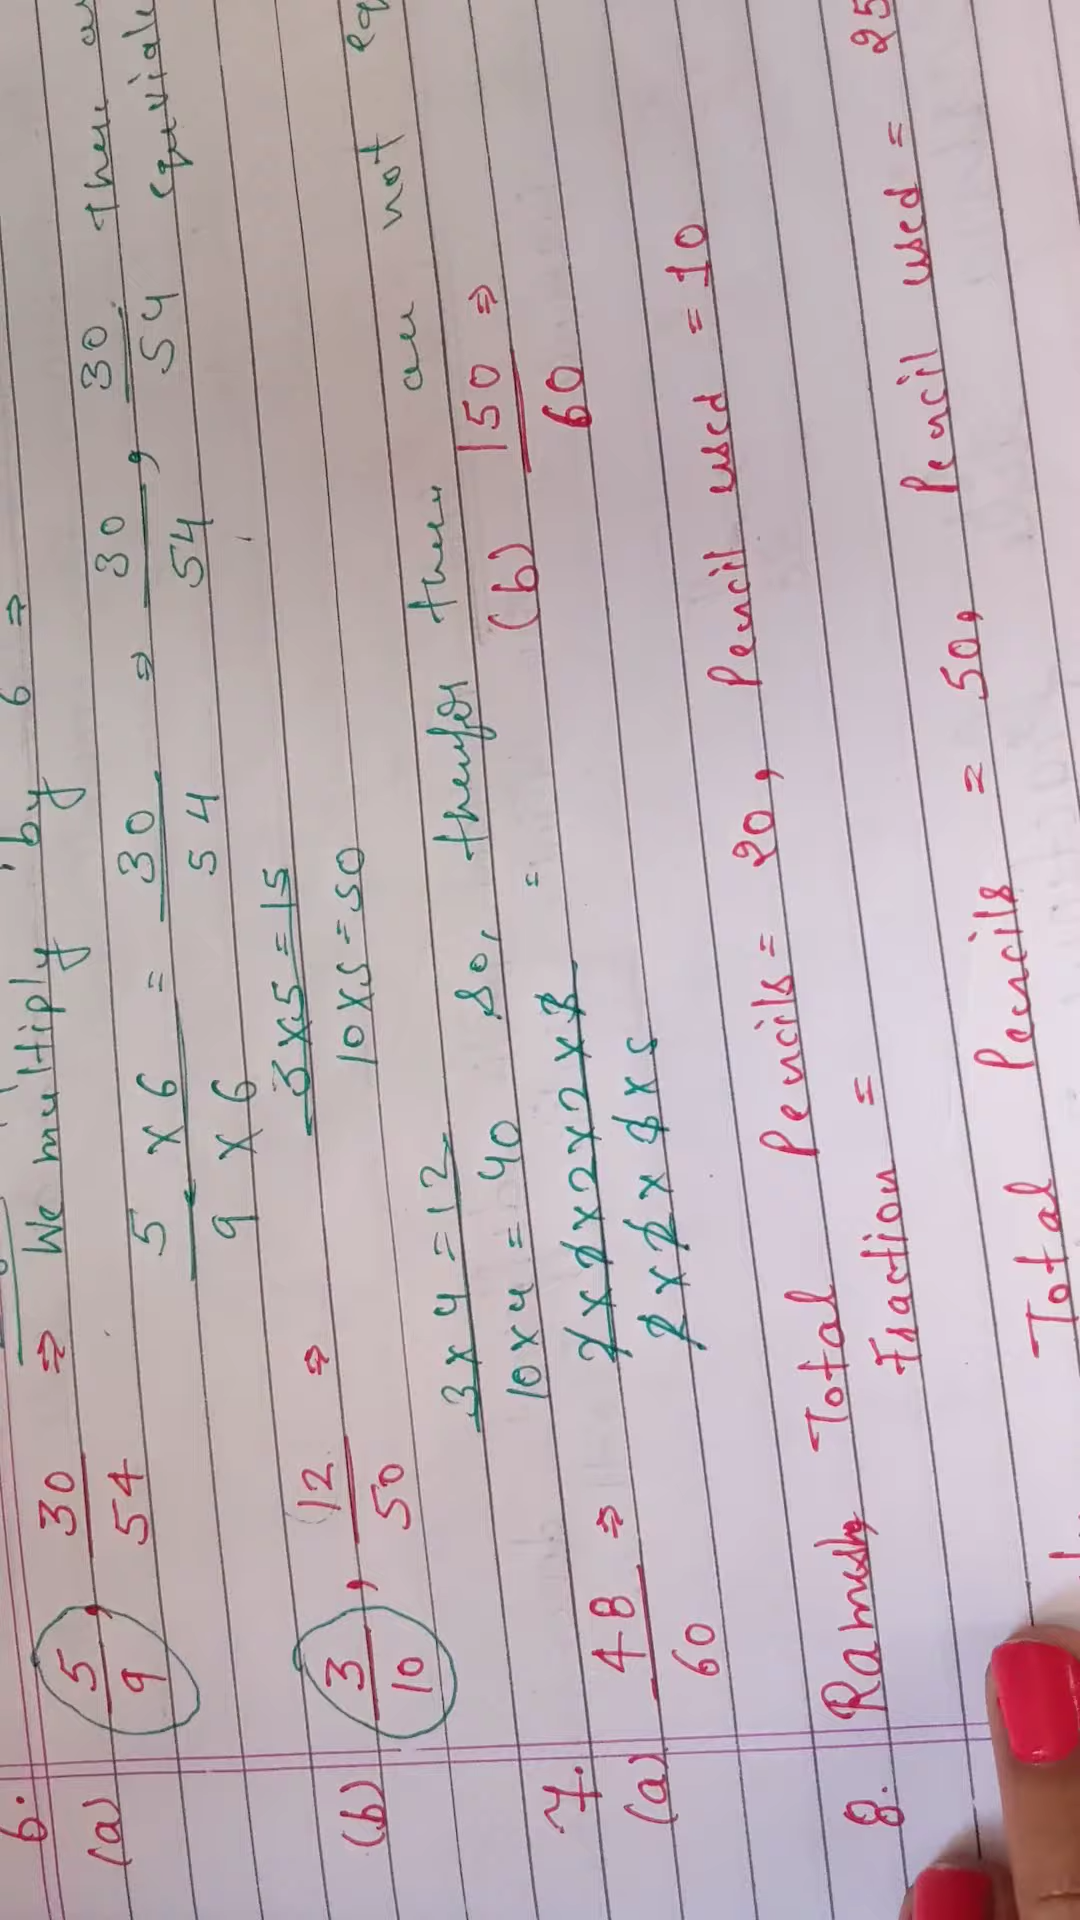 6.
We multiply by 6 ⇒
(a) 5/9, 30/54 ⇒ 5 × 6 / 9 × 6 = 30/54 ⇒ 30/54, 30/54
equivale
(b) 3/10, 12/50 ⇒ 3×5=15 / 10×5=50
3×4=12 / 10×4=40 So, therefor there are not eq
7.
(a) 48/60 ⇒ 2×2×2×2×3 / 2×2×3×5 = (b) 150/60 ⇒
8. Ramesh, Total Pencils= 20, Pencil used = 10
Fraction =
Total Pencils = 50, Pencil used = 25